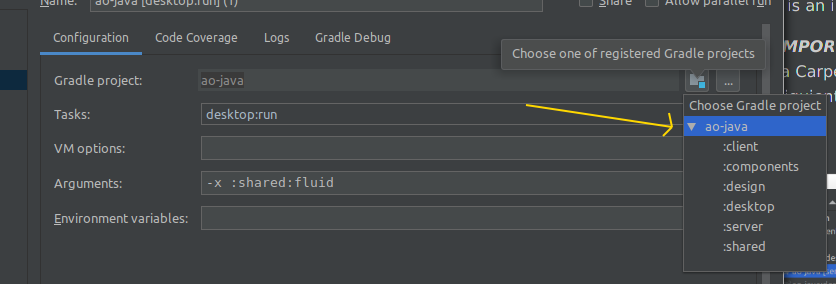 Name: ao-java [desktop:run] (1) Share Allow parallel run
is an i
Configuration Code Coverage Logs Gradle Debug
Choose one of registered Gradle projects
MPOR
a Carpe
Gradle project: ao-java ...
Choose Gradle project
Tasks: desktop:run
ao-java
VM options:
:client
:components
Arguments: -x :shared:fluid
:design
:desktop
Environment variables:
:server
:shared